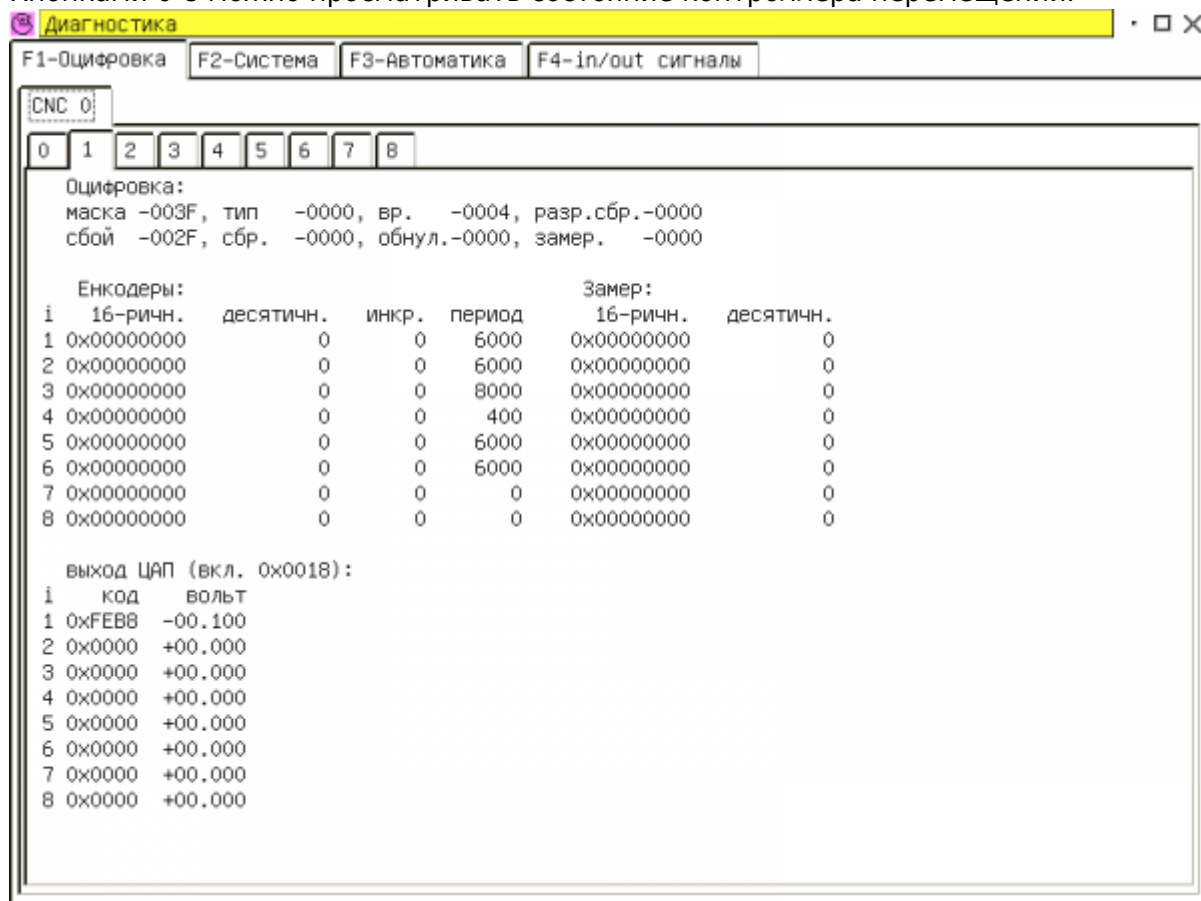 Диагностика
F1-Оцифровка F2-Система F3-Автоматика F4-in/out сигналы
CNC 0
0 1 2 3 4 5 6 7 8
Оцифровка:
маска -003F, тип -0000, вр. -0004, разр.сбр.-0000
сбой -002F, сбр. -0000, обнул.-0000, замер. -0000
Енкодеры: Замер:
i 16-ричн. десятичн. инкр. период 16-ричн. десятичн.
1 0x00000000 0 0 6000 0x00000000 0
2 0x00000000 0 0 6000 0x00000000 0
3 0x00000000 0 0 8000 0x00000000 0
4 0x00000000 0 0 400 0x00000000 0
5 0x00000000 0 0 6000 0x00000000 0
6 0x00000000 0 0 6000 0x00000000 0
7 0x00000000 0 0 0 0x00000000 0
8 0x00000000 0 0 0 0x00000000 0
выход ЦАП (вкл. 0x0018):
i код вольт
1 0xFEB8 -00.100
2 0x0000 +00.000
3 0x0000 +00.000
4 0x0000 +00.000
5 0x0000 +00.000
6 0x0000 +00.000
7 0x0000 +00.000
8 0x0000 +00.000